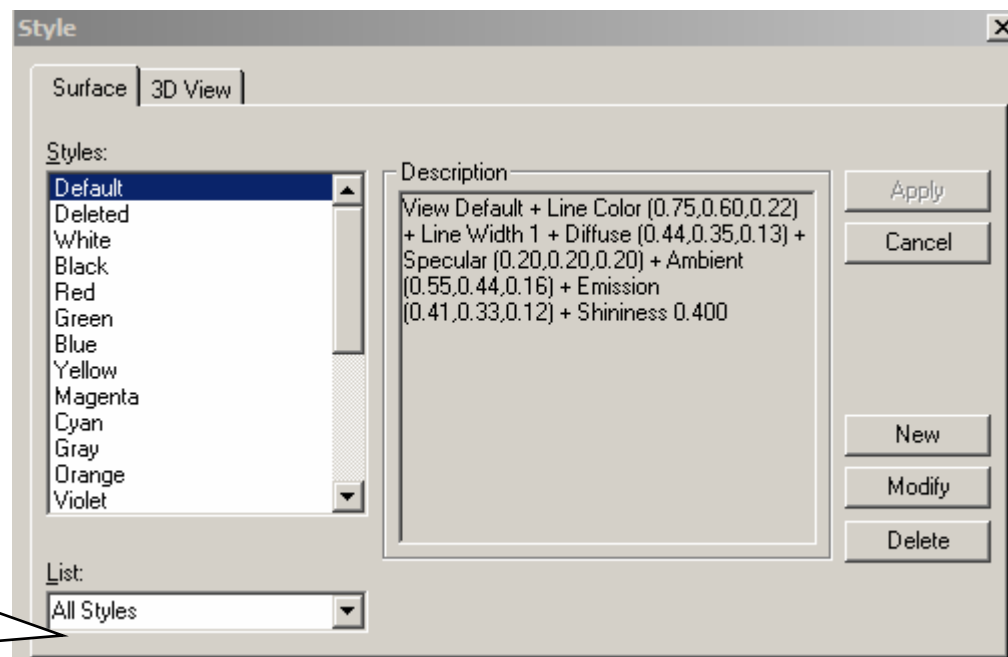 Style
Surface
3D View
Styles:
Default
Deleted
White
Black
Red
Green
Blue
Yellow
Magenta
Cyan
Gray
Orange
Violet
Description
View Default + Line Color (0.75,0.60,0.22)
+ Line Width 1 + Diffuse (0.44,0.35,0.13) +
Specular (0.20,0.20,0.20) + Ambient
(0.55,0.44,0.16) + Emission
(0.41,0.33,0.12) + Shininess 0.400
Apply
Cancel
New
Modify
Delete
List:
All Styles